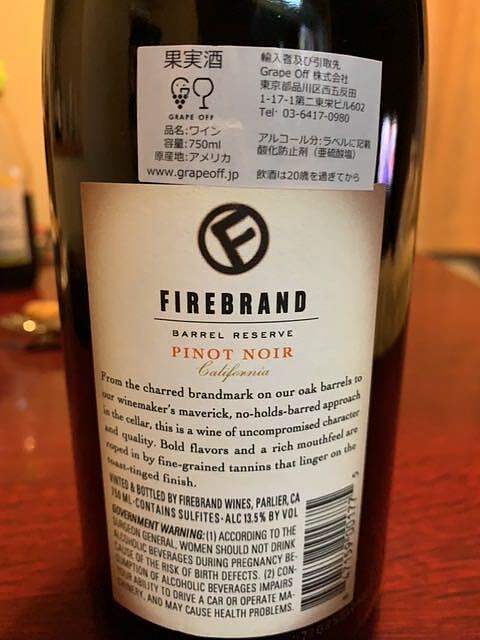 果実酒
GRAPE OFF
品名:ワイン
容量:750ml
原産地:アメリカ
www.grapeoff.jp
輸入者及び引取先
Grape Off 株式会社
東京都品川区西五反田
1-17-1第二東栄ビル602
Tel· 03-6417-0980
アルコール分:ラベルに記載
酸化防止剤（亜硫酸塩）
飲酒は20歳を過ぎてから
F
FIREBRAND
BARREL RESERVE
PINOT NOIR
California
From the charred brandmark on our oak barrels to
our winemaker's maverick, no-holds-barred approach
in the cellar, this is a wine of uncompromised character
and quality. Bold flavors and a rich mouthfeel are
roped in by fine-grained tannins that linger on the
toast-tinged finish.
VINTED & BOTTLED BY FIREBRAND WINES, PARLIER, CA
750 ML·CONTAINS SULFITES·ALC 13.5% BY VOL
GOVERNMENT WARNING: (1) ACCORDING TO THE
SURGEON GENERAL, WOMEN SHOULD NOT DRINK
ALCOHOLIC BEVERAGES DURING PREGNANCY BE-
CAUSE OF THE RISK OF BIRTH DEFECTS. (2) CON-
SUMPTION OF ALCOHOLIC BEVERAGES IMPAIRS
YOUR ABILITY TO DRIVE A CAR OR OPERATE MA-
CHINERY, AND MAY CAUSE HEALTH PROBLEMS.